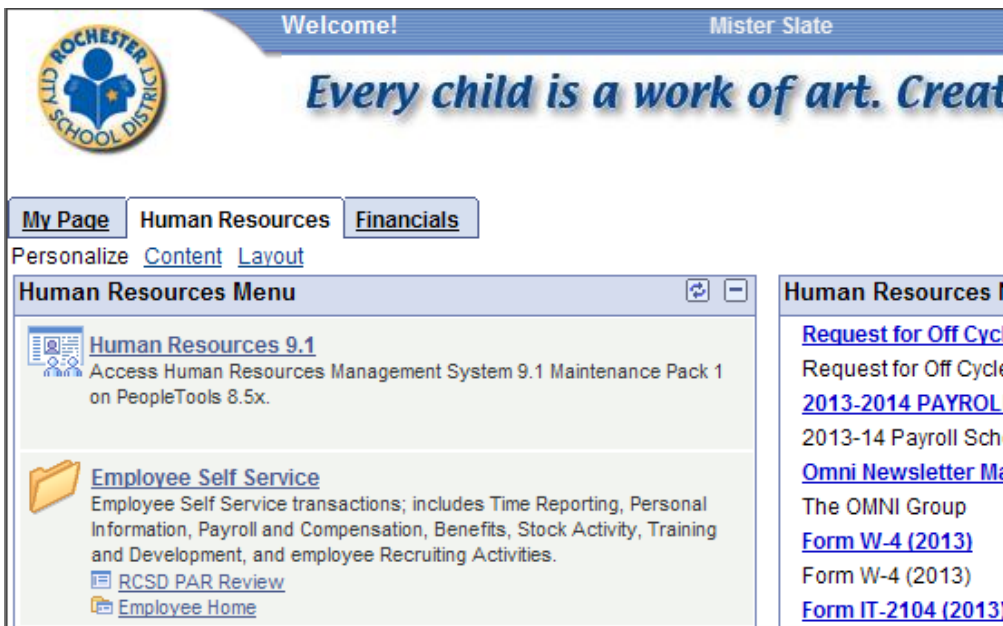 ROCHESTER
CITY SCHOOL DISTRICT
Welcome! Mister Slate
Every child is a work of art.
My Page Human Resources Financials
Personalize Content Layout
Human Resources Menu
Human Resources 9.1
Access Human Resources Management System 9.1 Maintenance Pack 1
on PeopleTools 8.5x.
Employee Self Service
Employee Self Service transactions; includes Time Reporting, Personal
Information, Payroll and Compensation, Benefits, Stock Activity, Training
and Development, and employee Recruiting Activities.
RCSD PAR Review
Employee Home
Human Resources
Request for Off
Request for Off Cycle
2013-2014
2013-14 Payroll
Omni Newsletter
The OMNI Group
Form W-4 (2013)
Form W-4 (2013)
Form IT-2104 (2013)